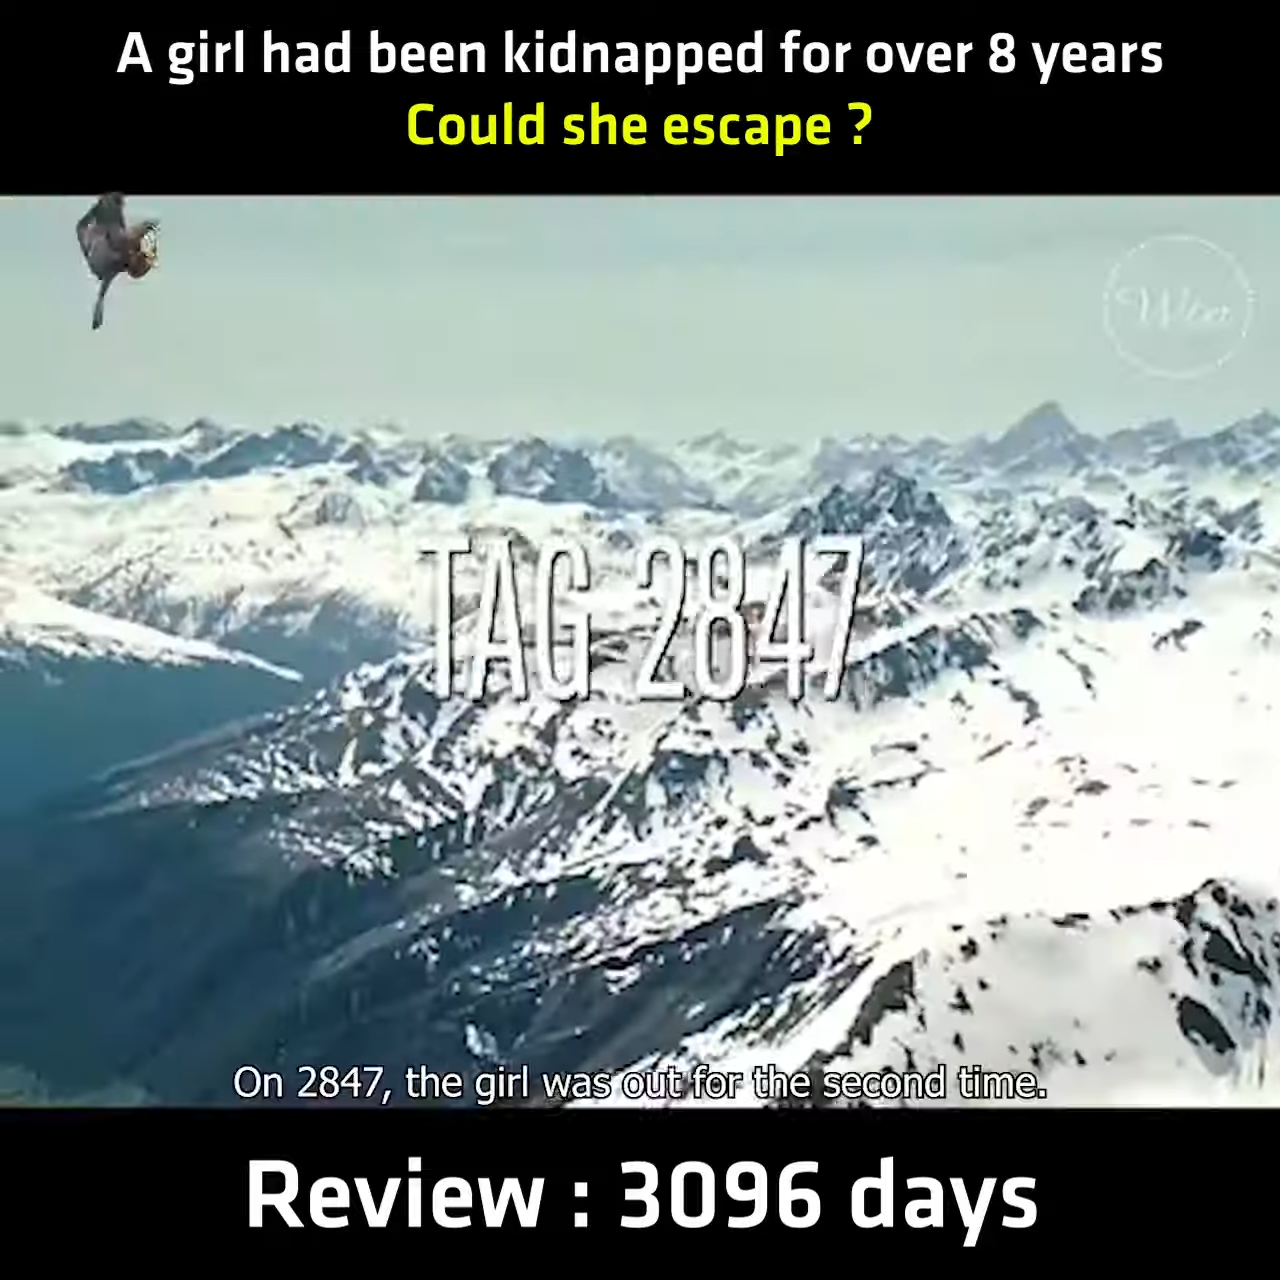 A girl had been kidnapped for over 8 years
Could she escape ?
TAG 2847
On 2847, the girl was out for the second time.
Review : 3096 days